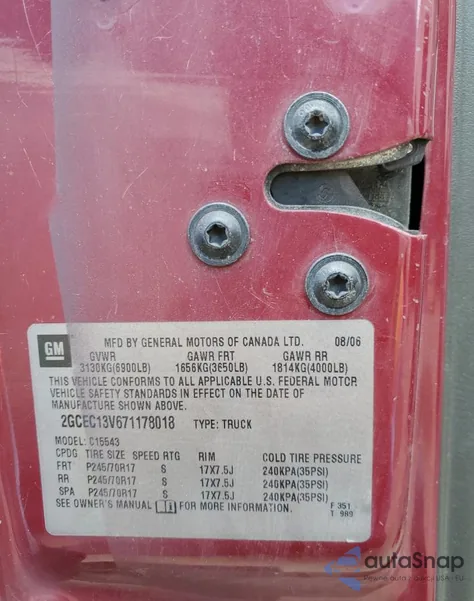 GM
MFD BY GENERAL MOTORS OF CANADA LTD. 08/06
GVWR GAWR FRT GAWR RR
3130KG(6900LB) 1656KG(3650LB) 1814KG(4000LB)
THIS VEHICLE CONFORMS TO ALL APPLICABLE U.S. FEDERAL MOTOR
VEHICLE SAFETY STANDARDS IN EFFECT ON THE DATE OF
MANUFACTURE SHOWN ABOVE.
2GCEC13V671178018 TYPE: TRUCK
MODEL: C15543
CPDG TIRE SIZE SPEED RTG RIM COLD TIRE PRESSURE
FRT P245/70R17 S 17X7.5J 240KPA(35PSI)
RR P245/70R17 S 17X7.5J 240KPA(35PSI)
SPA P245/70R17 S 17X7.5J 240KPA(35PSI)
SEE OWNER'S MANUAL FOR MORE INFORMATION. F 351
T 989
autoSnap